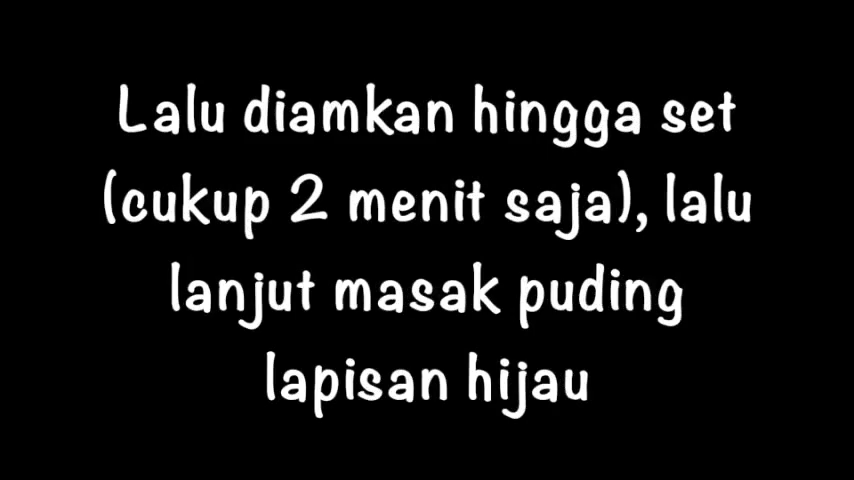 Lalu diamkan hingga set
(cukup 2 menit saja), lalu
lanjut masak puding
lapisan hijau